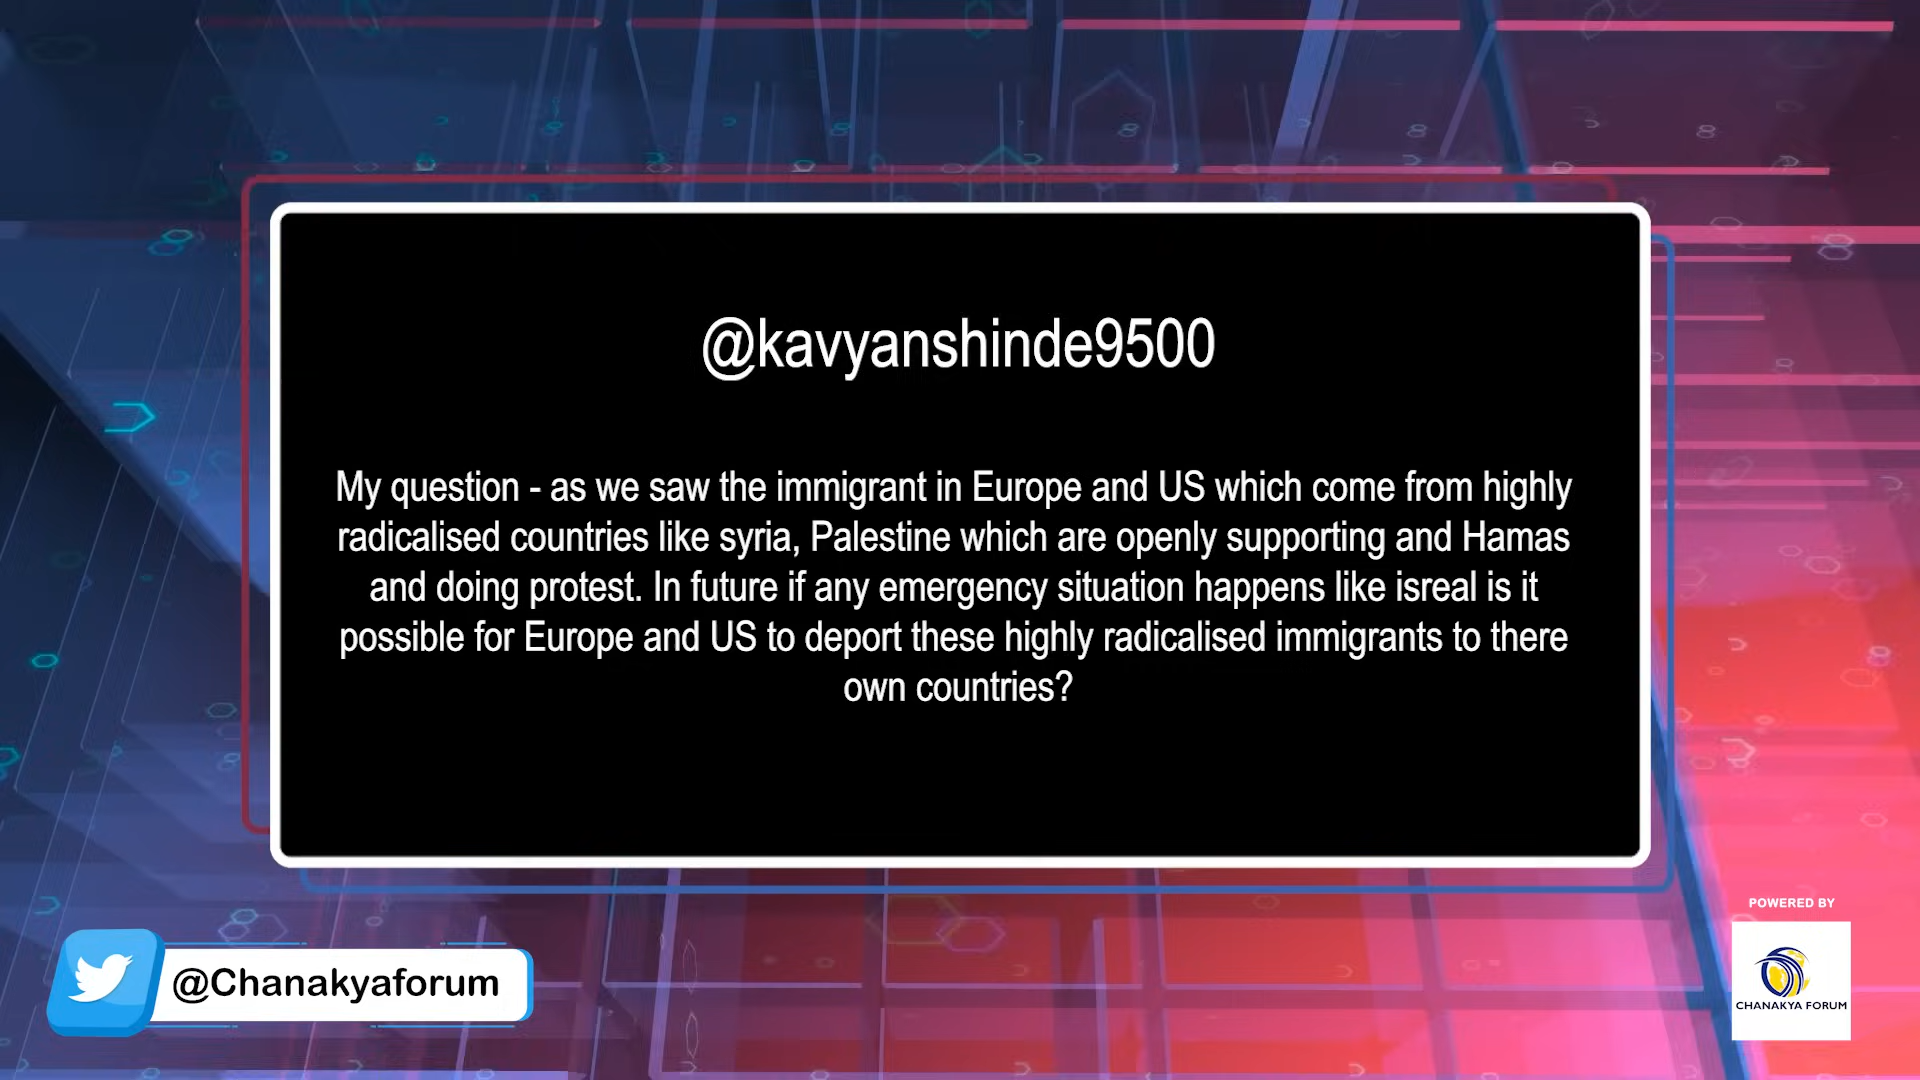 @kavyanshinde9500
My question - as we saw the immigrant in Europe and US which come from highly
radicalised countries like syria, Palestine which are openly supporting and Hamas
and doing protest. In future if any emergency situation happens like isreal is it
possible for Europe and US to deport these highly radicalised immigrants to there
own countries?
POWERED BY
@Chanakyaforum
CHANAKYA FORUM